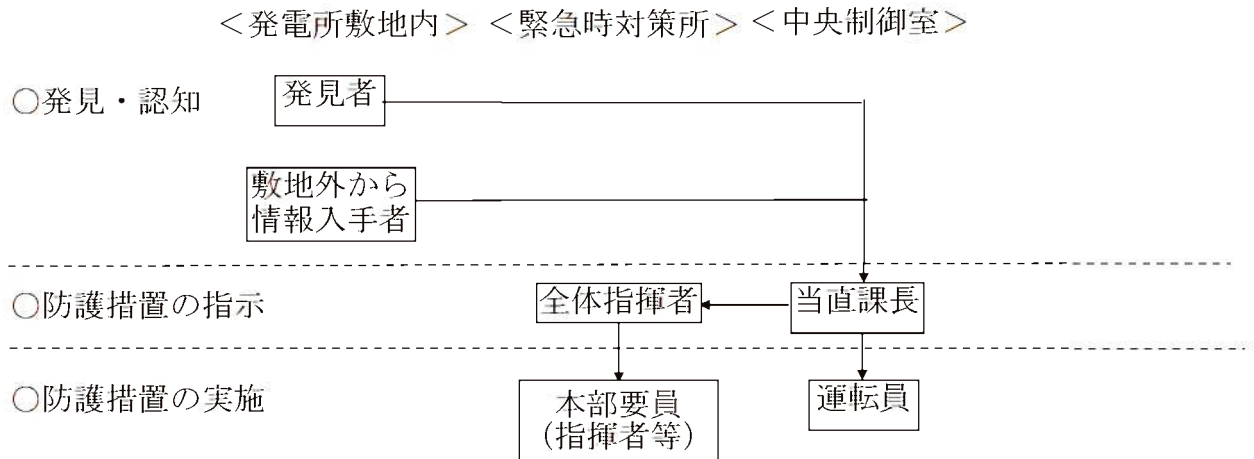 ＜発電所敷地内＞ ＜緊急時対策所＞ ＜中央制御室＞
○発見・認知
発見者
敷地外から
情報入手者
○防護措置の指示
全体指揮者
当直課長
○防護措置の実施
本部要員
（指揮者等）
運転員